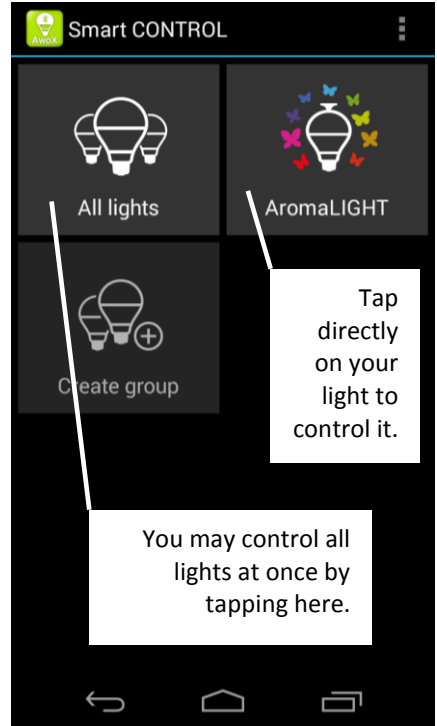 AwoX
Smart CONTROL
All lights
AromaLIGHT
Create group
Tap
directly
on your
light to
control it.
You may control all
lights at once by
tapping here.